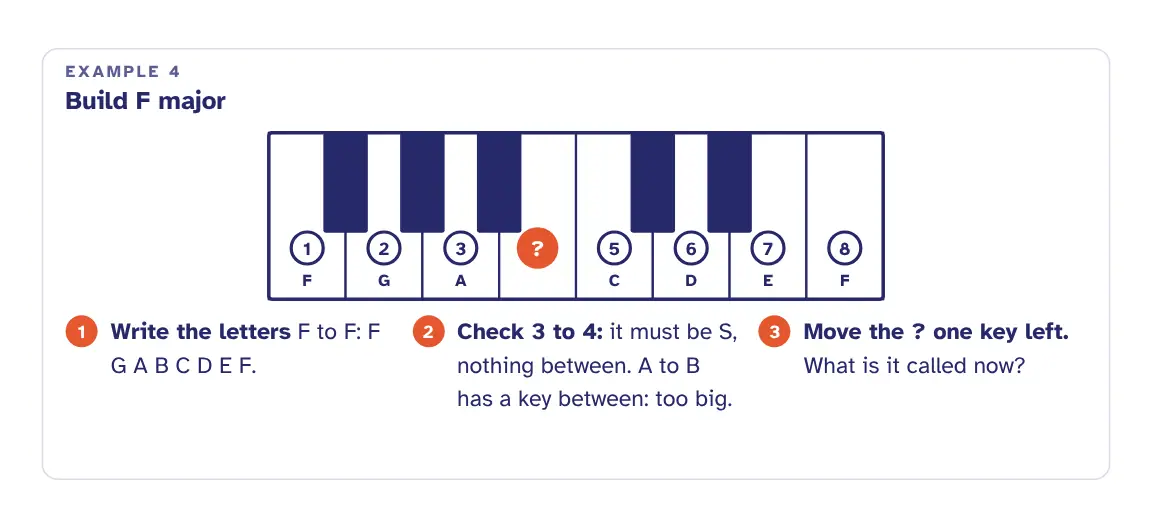 EXAMPLE 4
Build F major
1 2 3 ? 5 6 7 8
F G A C D E F
1 Write the letters F to F: F
G A B C D E F.
2 Check 3 to 4: it must be S,
nothing between. A to B
has a key between: too big.
3 Move the ? one key left.
What is it called now?